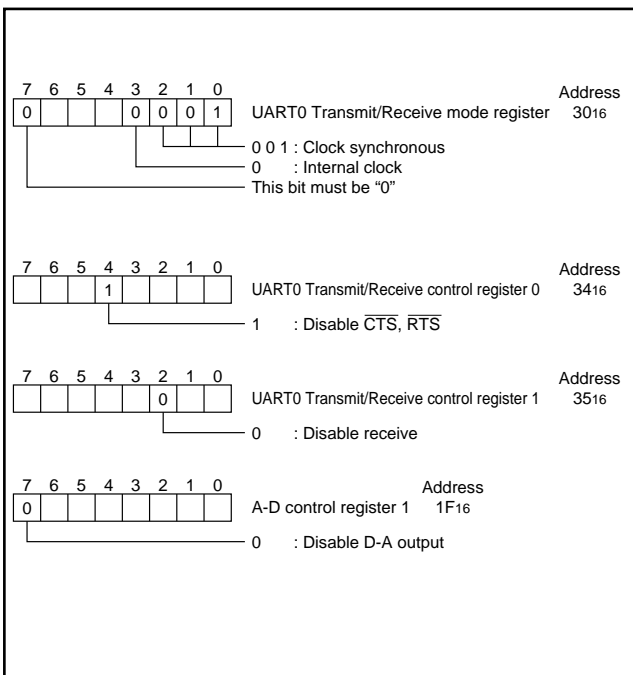 7 6 5 4 3 2 1 0 Address
0 0 0 0 1 UART0 Transmit/Receive mode register 3016
0 0 1 : Clock synchronous
0 : Internal clock
This bit must be “0”
7 6 5 4 3 2 1 0 Address
1 UART0 Transmit/Receive control register 0 3416
1 : Disable C̅T̅S̅, R̅T̅S̅
7 6 5 4 3 2 1 0 Address
0 UART0 Transmit/Receive control register 1 3516
0 : Disable receive
7 6 5 4 3 2 1 0 Address
0 A-D control register 1 1F16
0 : Disable D-A output